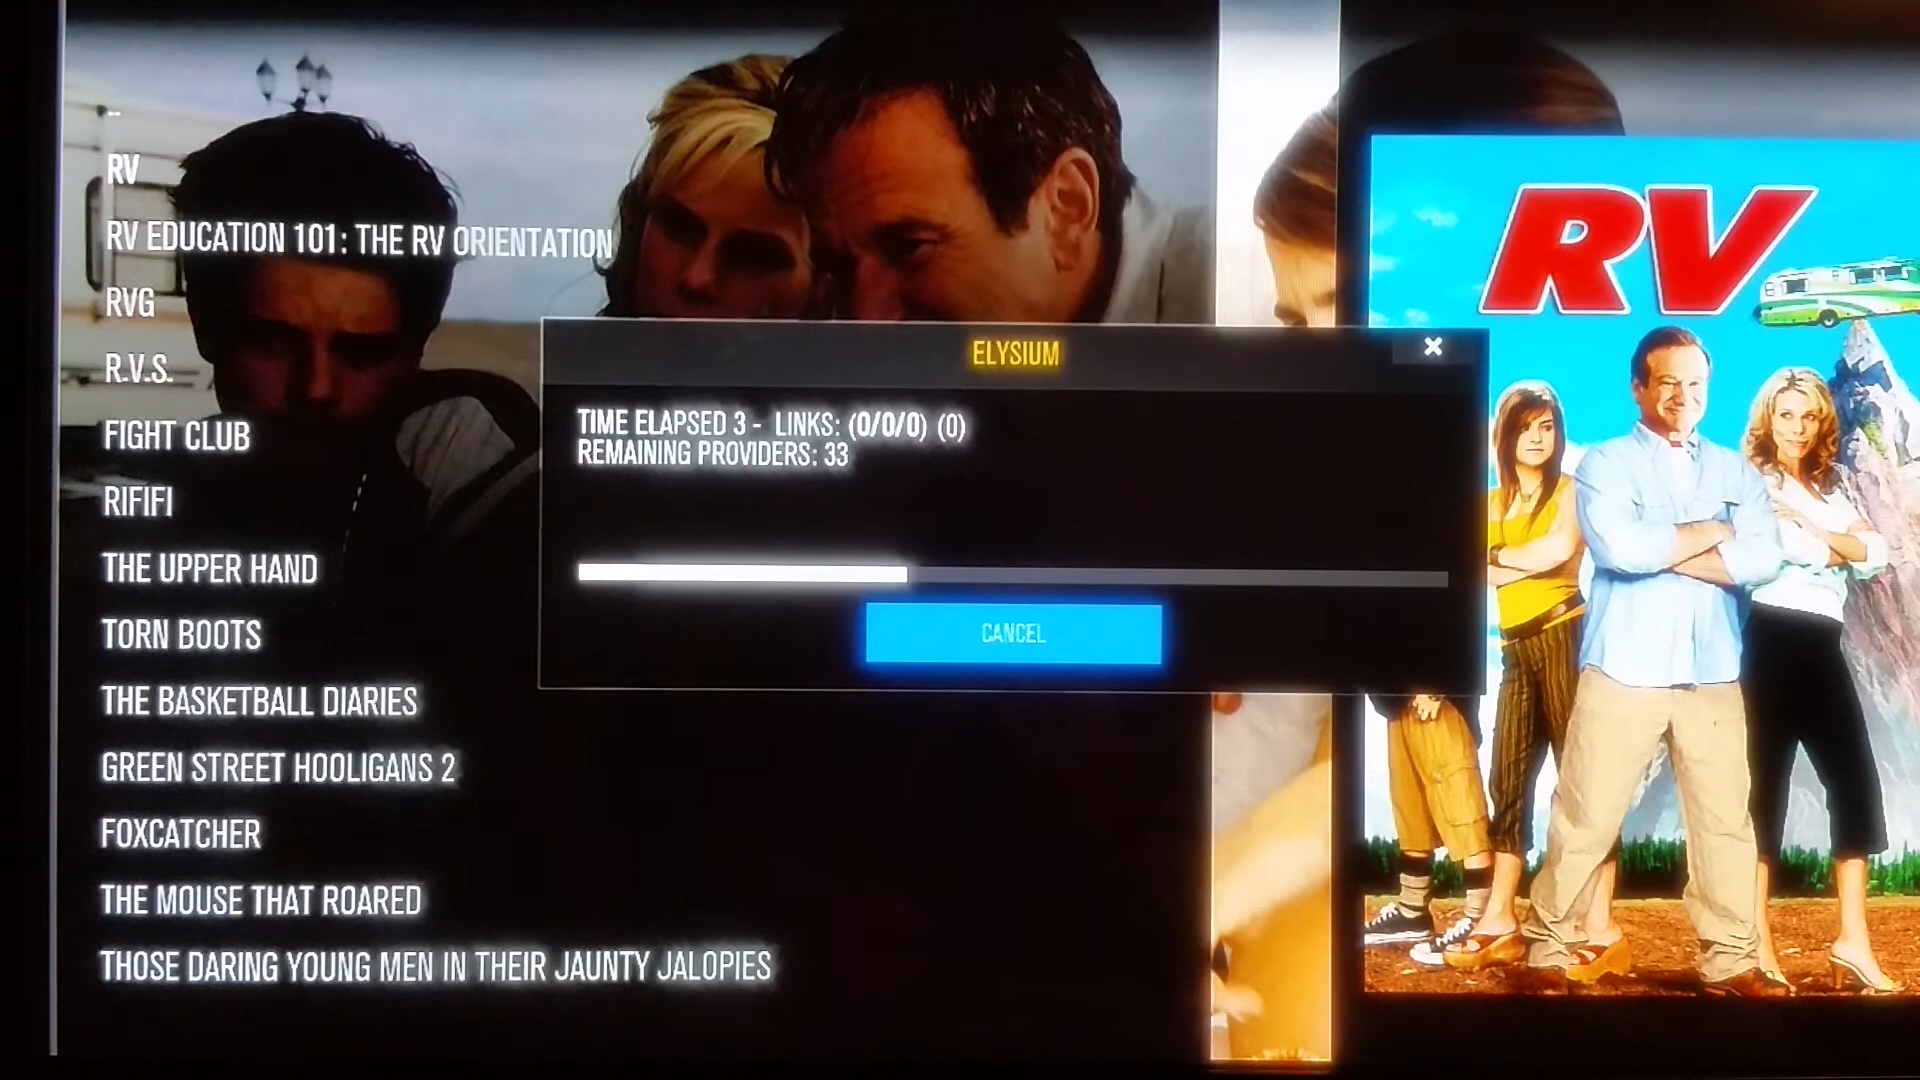 ..
RV
RV EDUCATION 101: THE RV ORIENTATION
RVG
R.V.S.
FIGHT CLUB
RIFIFI
THE UPPER HAND
TORN BOOTS
THE BASKETBALL DIARIES
GREEN STREET HOOLIGANS 2
FOXCATCHER
THE MOUSE THAT ROARED
THOSE DARING YOUNG MEN IN THEIR JAUNTY JALOPIES
ELYSIUM
TIME ELAPSED 3 - LINKS: (0/0/0) (0)
REMAINING PROVIDERS: 33
CANCEL
RV